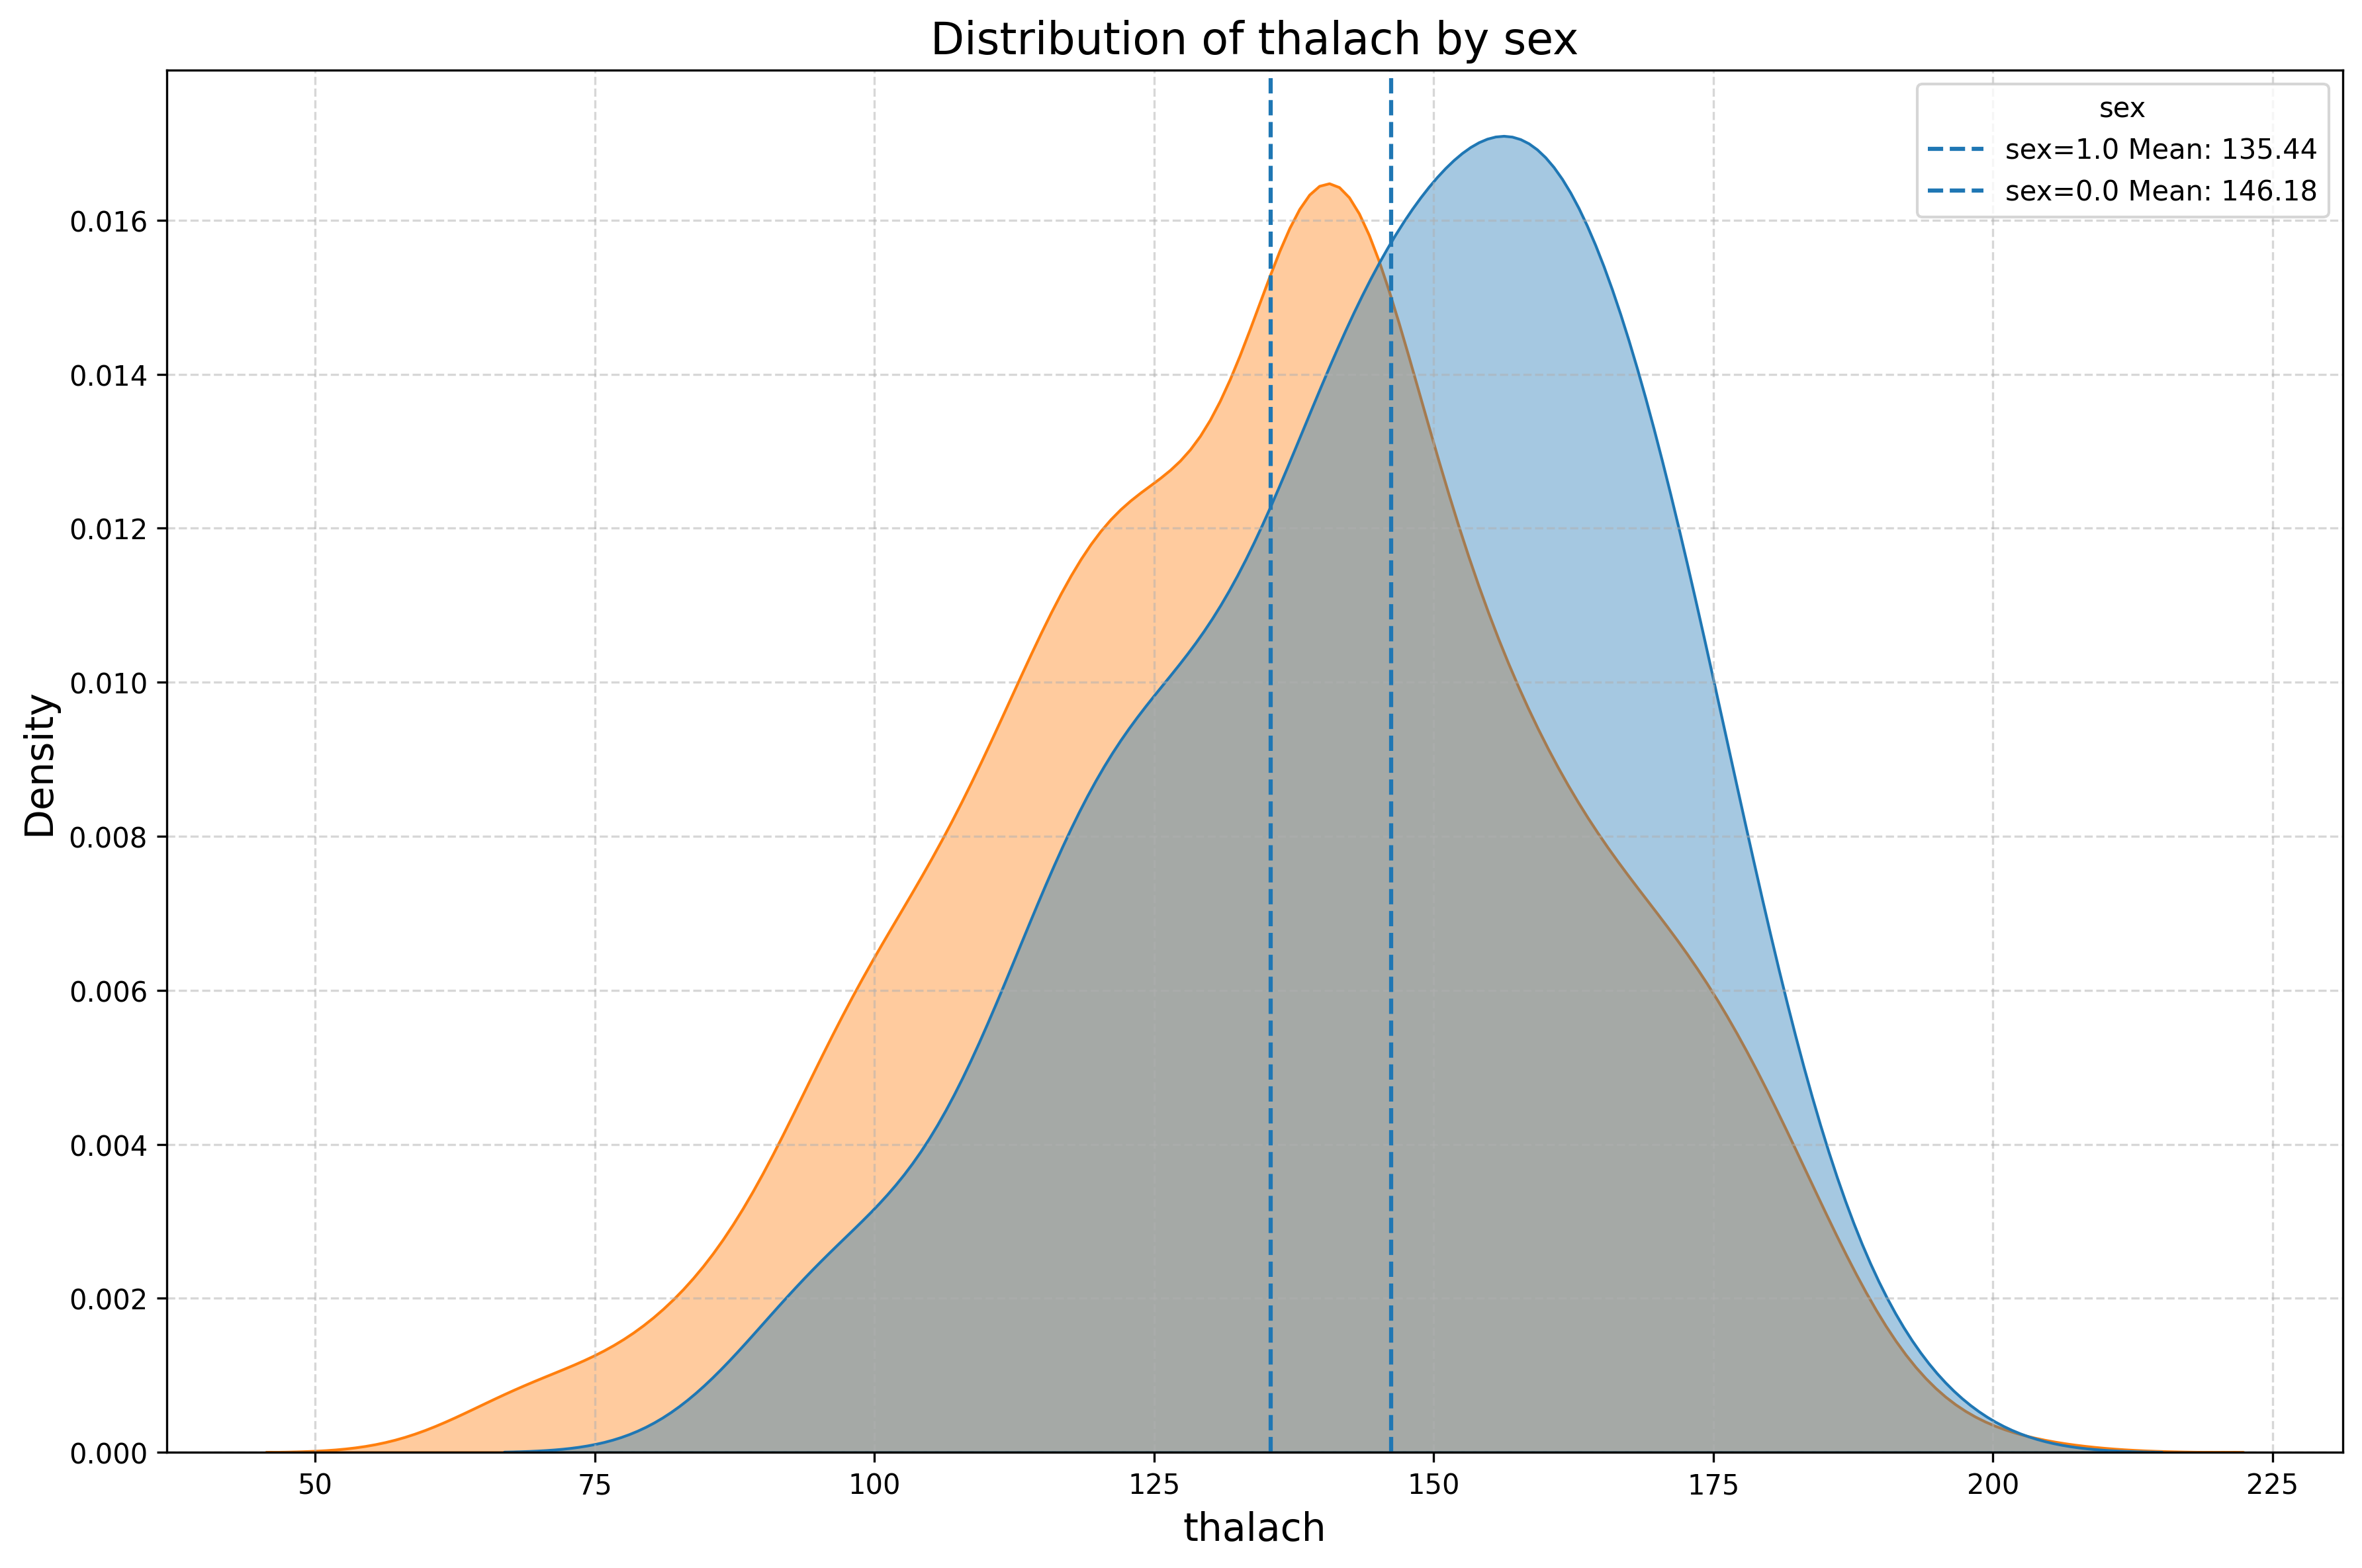 Distribution of thalach by sex
sex
sex=1.0 Mean: 135.44
sex=0.0 Mean: 146.18
Density
0.016
0.014
0.012
0.010
0.008
0.006
0.004
0.002
0.000
50 75 100 125 150 175 200 225
thalach